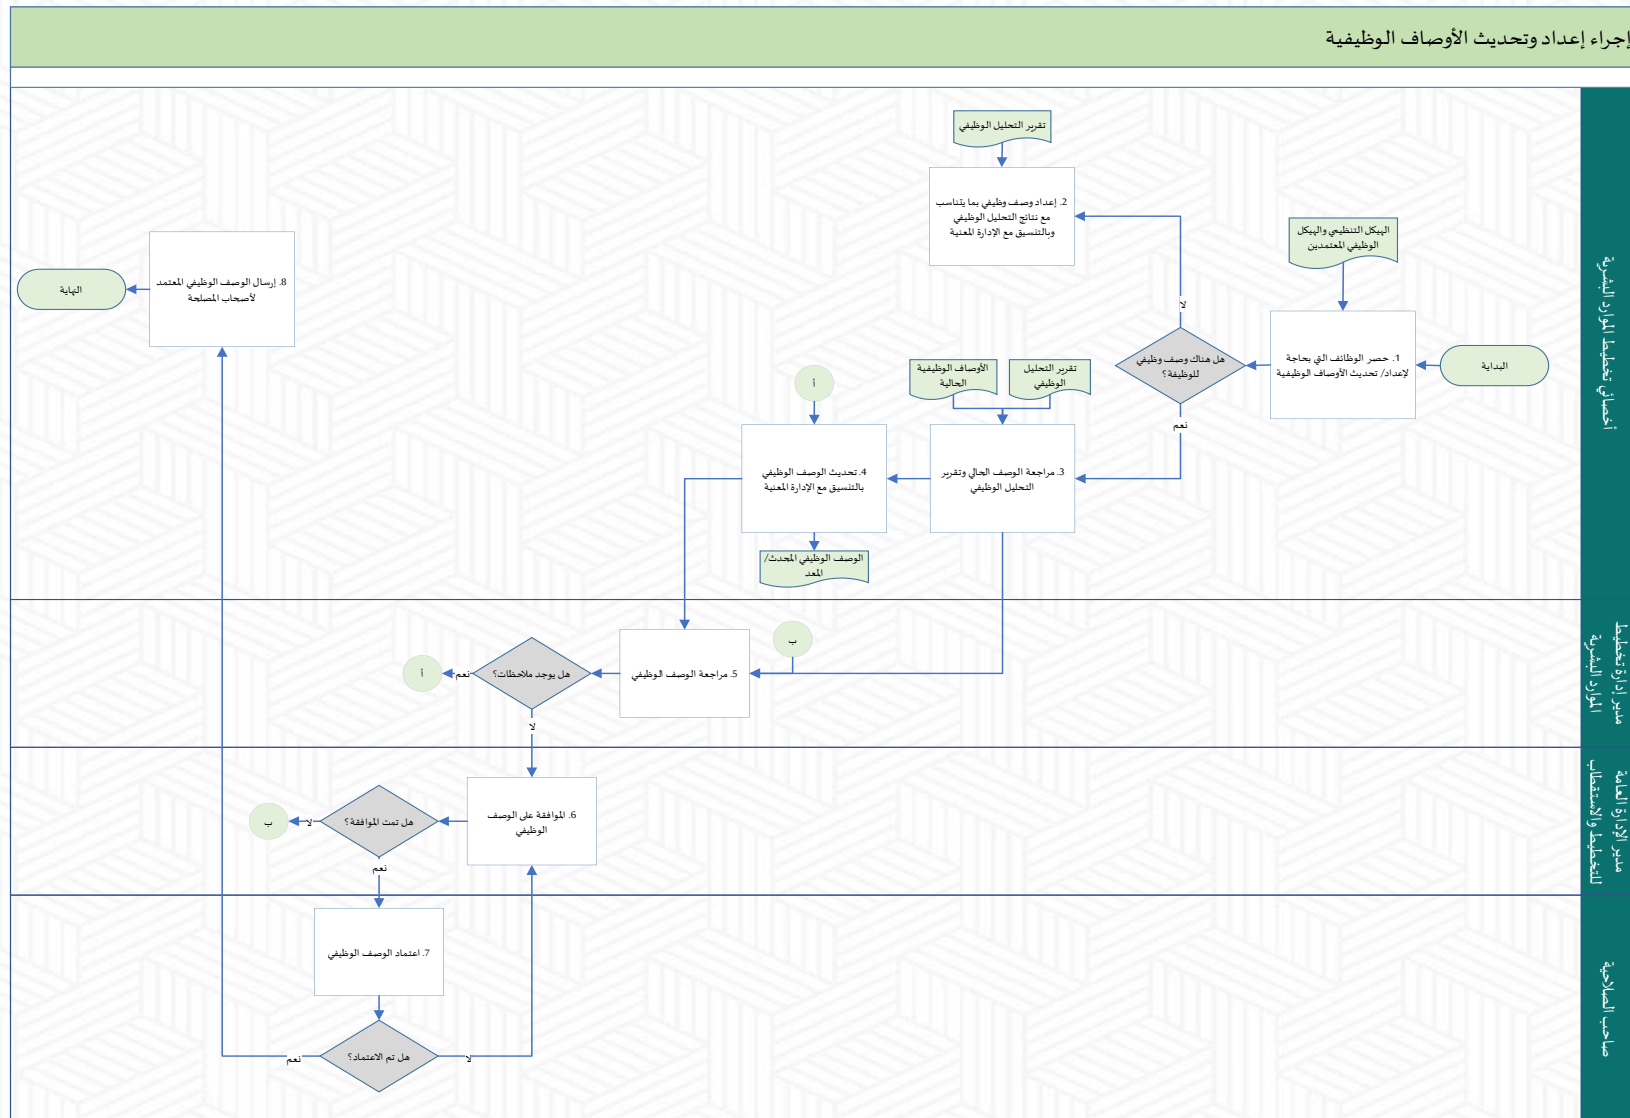 إجراء إعداد وتحديث الأوصاف الوظيفية
أخصائي تخطيط الموارد البشرية
البداية
الهيكل التنظيمي والهيكل
الوظيفي المعتمدين
1. حصر الوظائف التي بحاجة
لإعداد/ تحديث الأوصاف الوظيفية
هل هناك وصف وظيفي
للوظيفة؟
لا
نعم
تقرير التحليل الوظيفي
2. إعداد وصف وظيفي بما يتناسب
مع نتائج التحليل الوظيفي
وبالتنسيق مع الإدارة المعنية
تقرير التحليل
الوظيفي
الأوصاف الوظيفية
الحالية
3. مراجعة الوصف الحالي وتقرير
التحليل الوظيفي
أ
4. تحديث الوصف الوظيفي
بالتنسيق مع الإدارة المعنية
الوصف الوظيفي المحدث/
المعد
8. إرسال الوصف الوظيفي المعتمد
لأصحاب المصلحة
النهاية
مدير إدارة تخطيط
الموارد البشرية
ب
5. مراجعة الوصف الوظيفي
هل يوجد ملاحظات؟
نعم
أ
لا
مدير الإدارة العامة
للتخطيط والاستقطاب
6. الموافقة على الوصف
الوظيفي
هل تمت الموافقة؟
لا
ب
نعم
صاحب الصلاحية
7. اعتماد الوصف الوظيفي
هل تم الاعتماد؟
لا
نعم